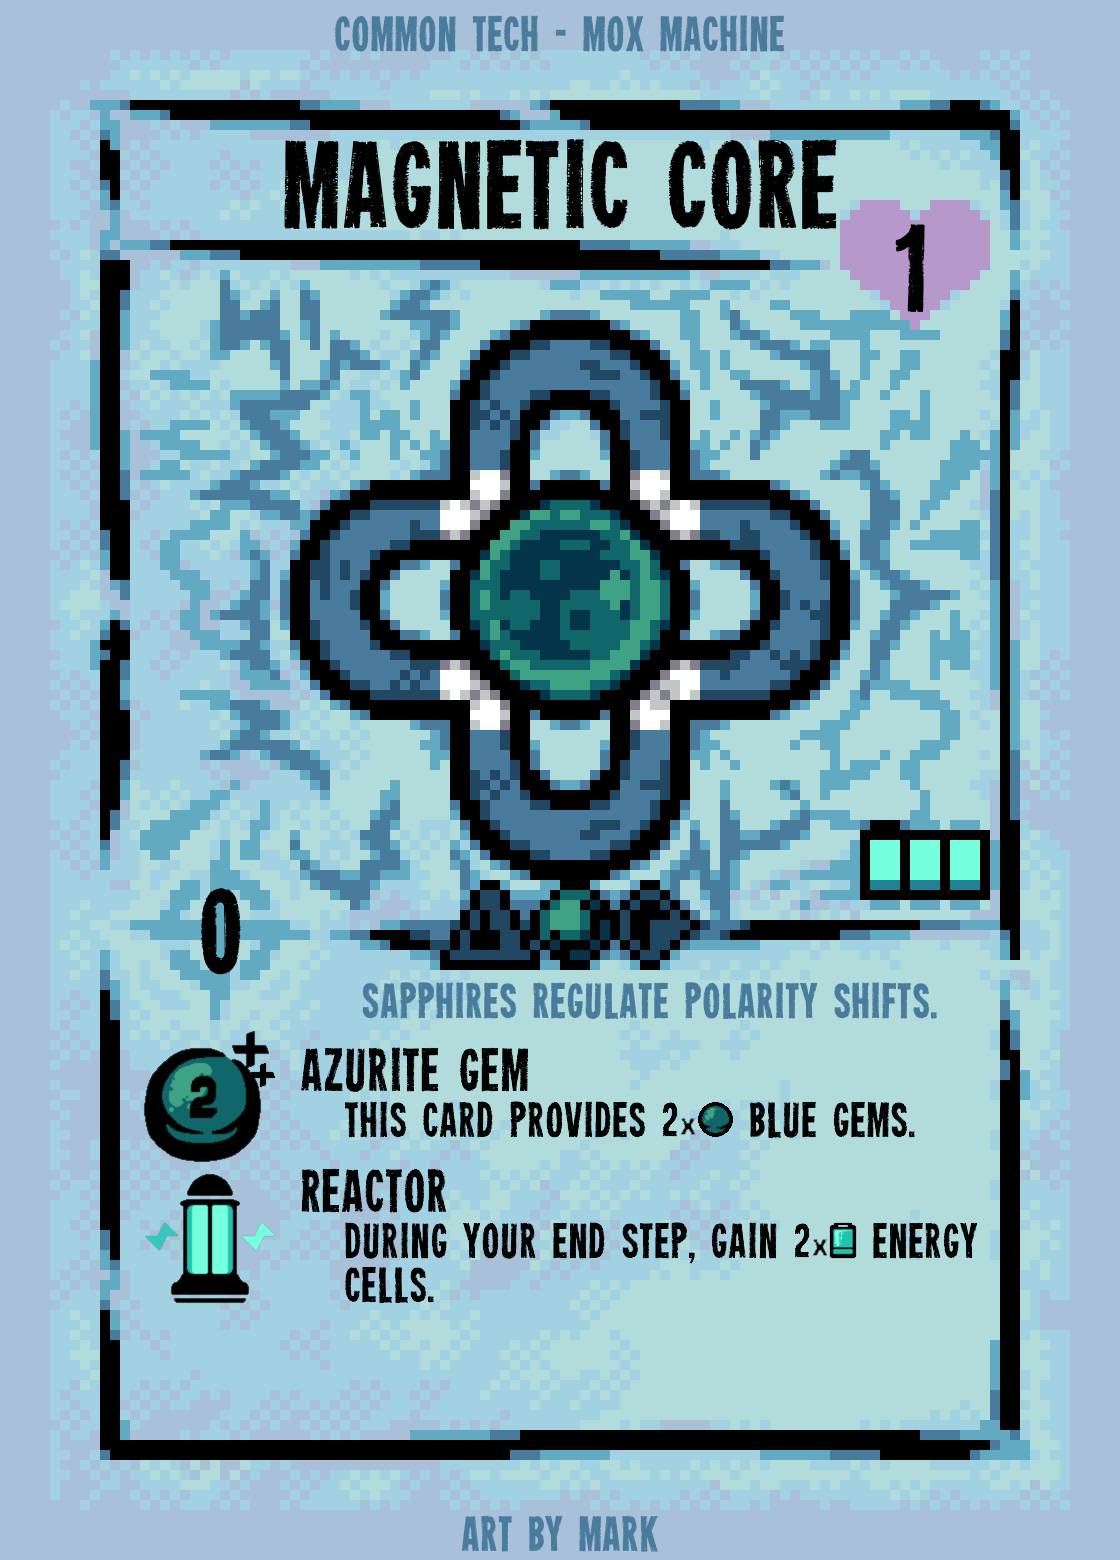 COMMON TECH - MOX MACHINE
MAGNETIC CORE
1
0
SAPPHIRES REGULATE POLARITY SHIFTS.
2
AZURITE GEM
THIS CARD PROVIDES 2x BLUE GEMS.
REACTOR
DURING YOUR END STEP, GAIN 2x ENERGY
CELLS.
ART BY MARK